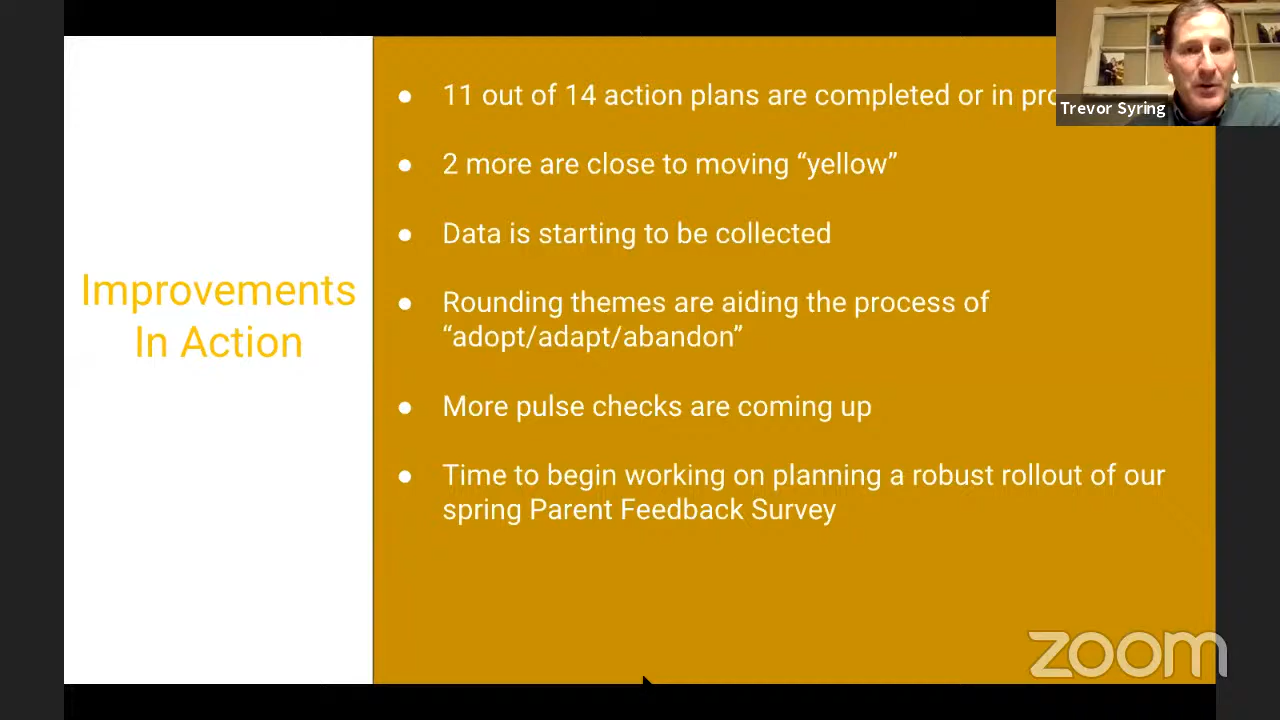 Improvements
In Action
● 11 out of 14 action plans are completed or in
● 2 more are close to moving “yellow”
● Data is starting to be collected
● Rounding themes are aiding the process of
“adopt/adapt/abandon”
● More pulse checks are coming up
● Time to begin working on planning a robust rollout of our
spring Parent Feedback Survey
Trevor Syring
zoom